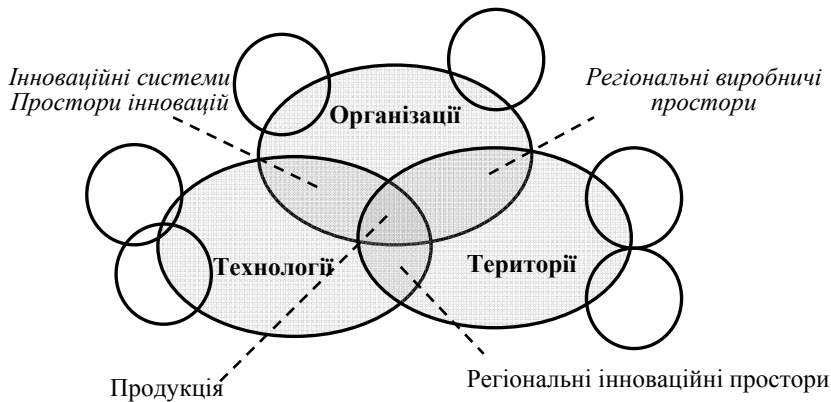 Інноваційні системи
Простори інновацій
Регіональні виробничі
простори
Організації
Технології
Території
Продукція
Регіональні інноваційні простори